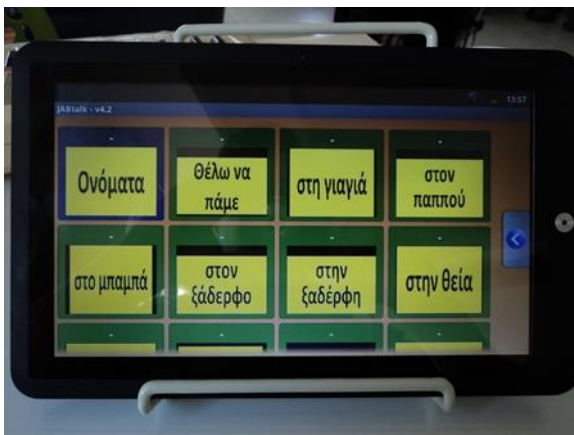 JABtalk - v4.2
13:57
Ονόματα
Θέλω να
πάμε
στη γιαγιά
στον
παππού
στο μπαμπά
στον
ξάδερφο
στην
ξαδέρφη
στην θεία